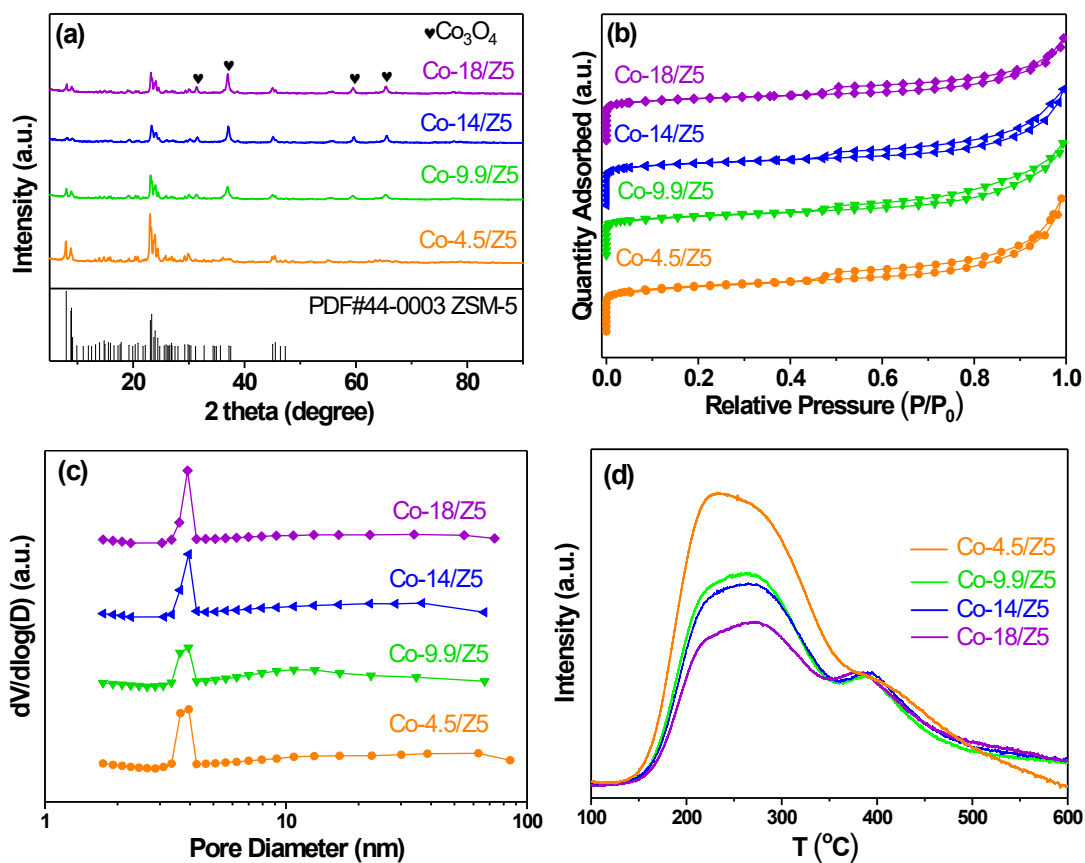 (a)
♥Co₃O₄
Co-18/Z5
Co-14/Z5
Co-9.9/Z5
Co-4.5/Z5
PDF#44-0003 ZSM-5
Intensity (a.u.)
20 40 60 80
2 theta (degree)
(b)
Co-18/Z5
Co-14/Z5
Co-9.9/Z5
Co-4.5/Z5
Quantity Adsorbed (a.u.)
0.0 0.2 0.4 0.6 0.8 1.0
Relative Pressure (P/P₀)
(c)
Co-18/Z5
Co-14/Z5
Co-9.9/Z5
Co-4.5/Z5
dV/dlog(D) (a.u.)
1 10 100
Pore Diameter (nm)
(d)
Co-4.5/Z5
Co-9.9/Z5
Co-14/Z5
Co-18/Z5
Intensity (a.u.)
100 200 300 400 500 600
T (°C)